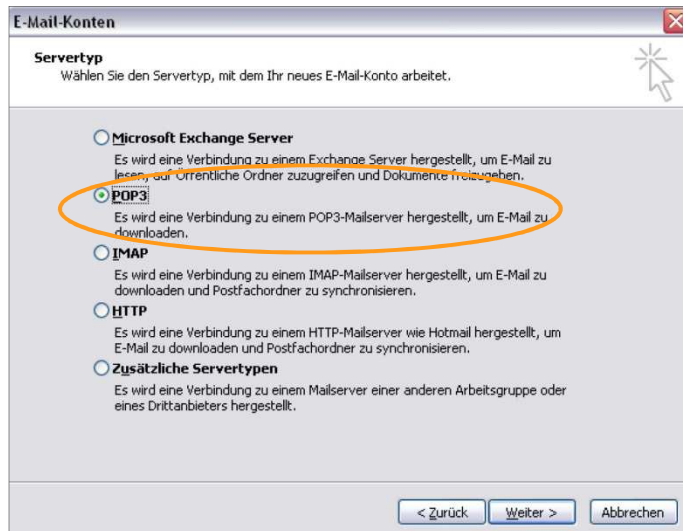 E-Mail-Konten
Servertyp
Wählen Sie den Servertyp, mit dem Ihr neues E-Mail-Konto arbeitet.
Microsoft Exchange Server
Es wird eine Verbindung zu einem Exchange Server hergestellt, um E-Mail zu
lesen, auf Öffentliche Ordner zuzugreifen und Dokumente freizugeben.
POP3
Es wird eine Verbindung zu einem POP3-Mailserver hergestellt, um E-Mail zu
downloaden.
IMAP
Es wird eine Verbindung zu einem IMAP-Mailserver hergestellt, um E-Mail zu
downloaden und Postfachordner zu synchronisieren.
HTTP
Es wird eine Verbindung zu einem HTTP-Mailserver wie Hotmail hergestellt, um
E-Mail zu downloaden und Postfachordner zu synchronisieren.
Zusätzliche Servertypen
Es wird eine Verbindung zu einem Mailserver einer anderen Arbeitsgruppe oder
eines Drittanbieters hergestellt.
< Zurück Weiter > Abbrechen